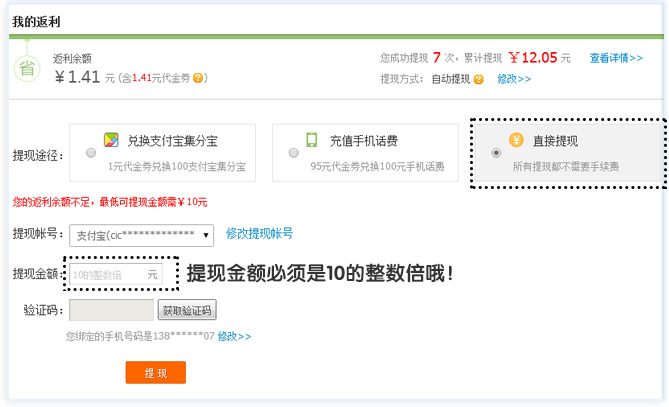 我的返利
省
返利余额
￥1.41 元 (含1.41元代金券 ?)
您成功提现 7 次，累计提现 ￥12.05 元 查看详情>>
提现方式： 自动提现 ? 修改>>
提现途径：
兑换支付宝集分宝
1元代金券兑换100支付宝集分宝
充值手机话费
95元代金券兑换100元手机话费
直接提现
所有提现都不需要手续费
您的返利余额不足，最低可提现金额需￥10元
提现帐号： 支付宝(cic************* 修改提现帐号
提现金额： 10的整数倍 元 提现金额必须是10的整数倍哦！
验证码： 获取验证码
您绑定的手机号码是138******07 修改>>
提 现